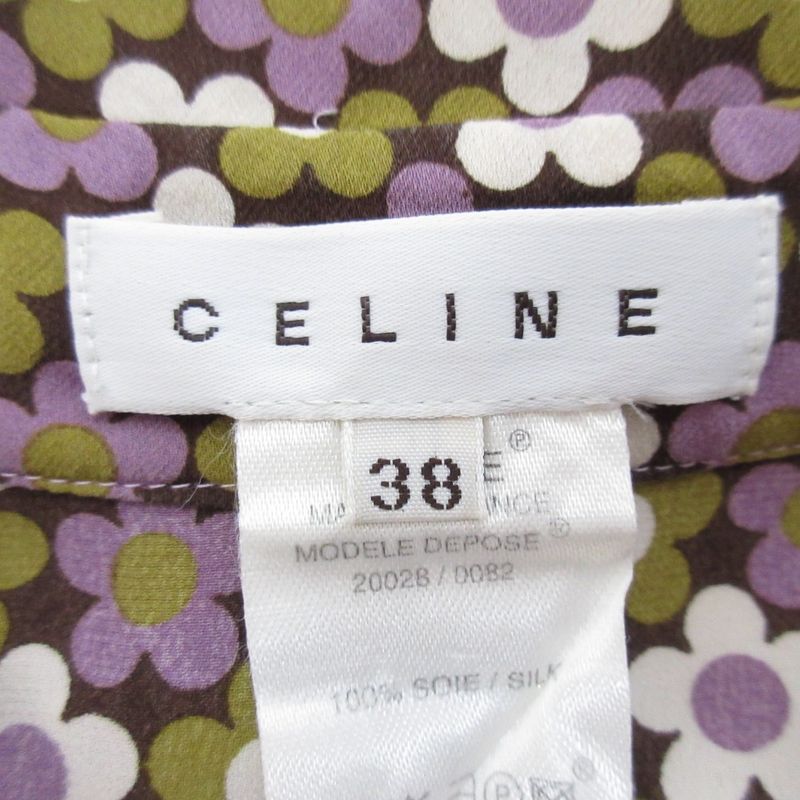 CELINE
38
MODELE DEPOSE ®
20028 / 0082
100% SOIE / SILK